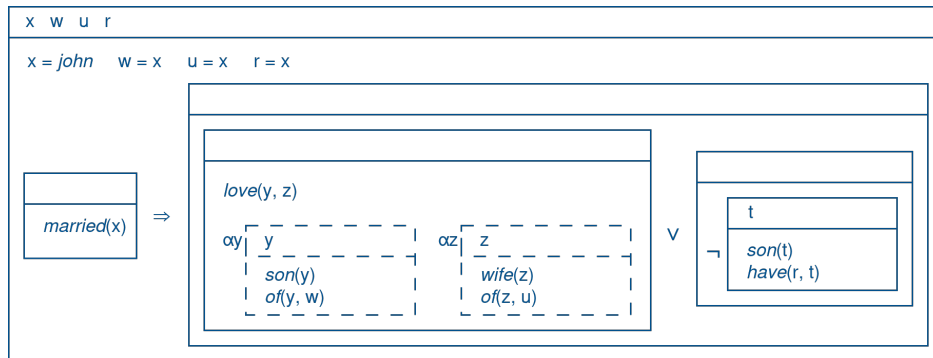 x w u r
x = john w = x u = x r = x
married(x)
⇒
love(y, z)
αy y
son(y)
of(y, w)
αz z
wife(z)
of(z, u)
∨
t
¬
son(t)
have(r, t)